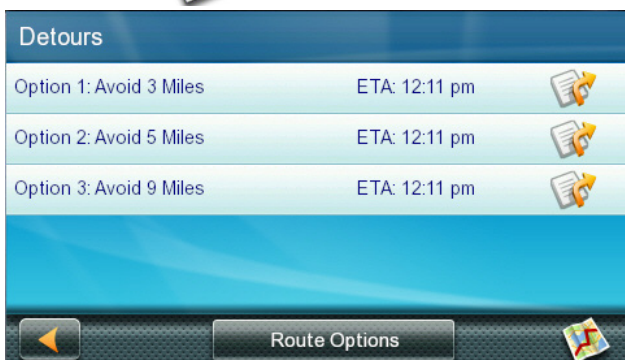 Detours
Option 1: Avoid 3 Miles ETA: 12:11 pm
Option 2: Avoid 5 Miles ETA: 12:11 pm
Option 3: Avoid 9 Miles ETA: 12:11 pm
Route Options